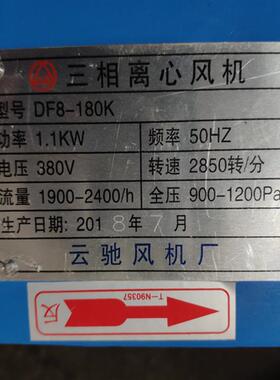 三相离心风机
型号 DF8-180K
功率 1.1KW 频率 50HZ
电压 380V 转速 2850转/分
流量 1900-2400/h 全压 900-1200Pa
生产日期: 2018年7月
云驰风机厂
反
T-N90357